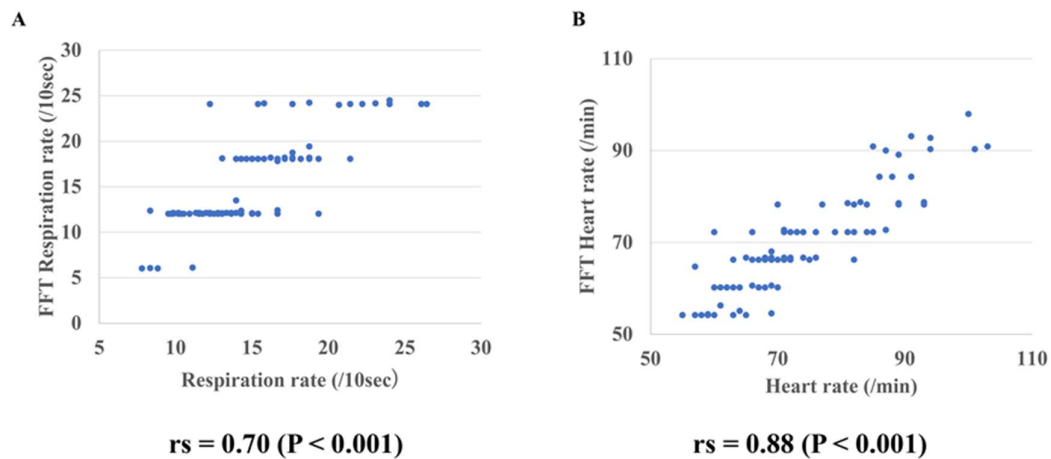 A
30
25
20
15
10
5
0
FFT Respiration rate (/10sec)
5 10 15 20 25 30
Respiration rate (/10sec)
rs = 0.70 (P < 0.001)
B
110
90
70
50
FFT Heart rate (/min)
50 70 90 110
Heart rate (/min)
rs = 0.88 (P < 0.001)